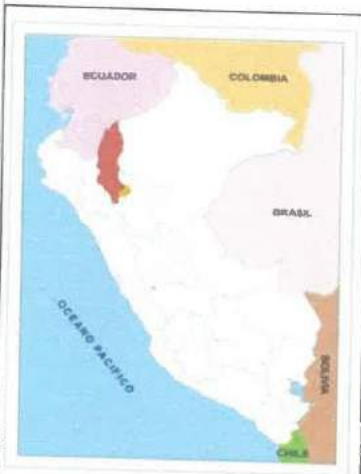 ECUADOR
COLOMBIA
BRASIL
OCEANO PACIFICO
BOLIVIA
CHILE